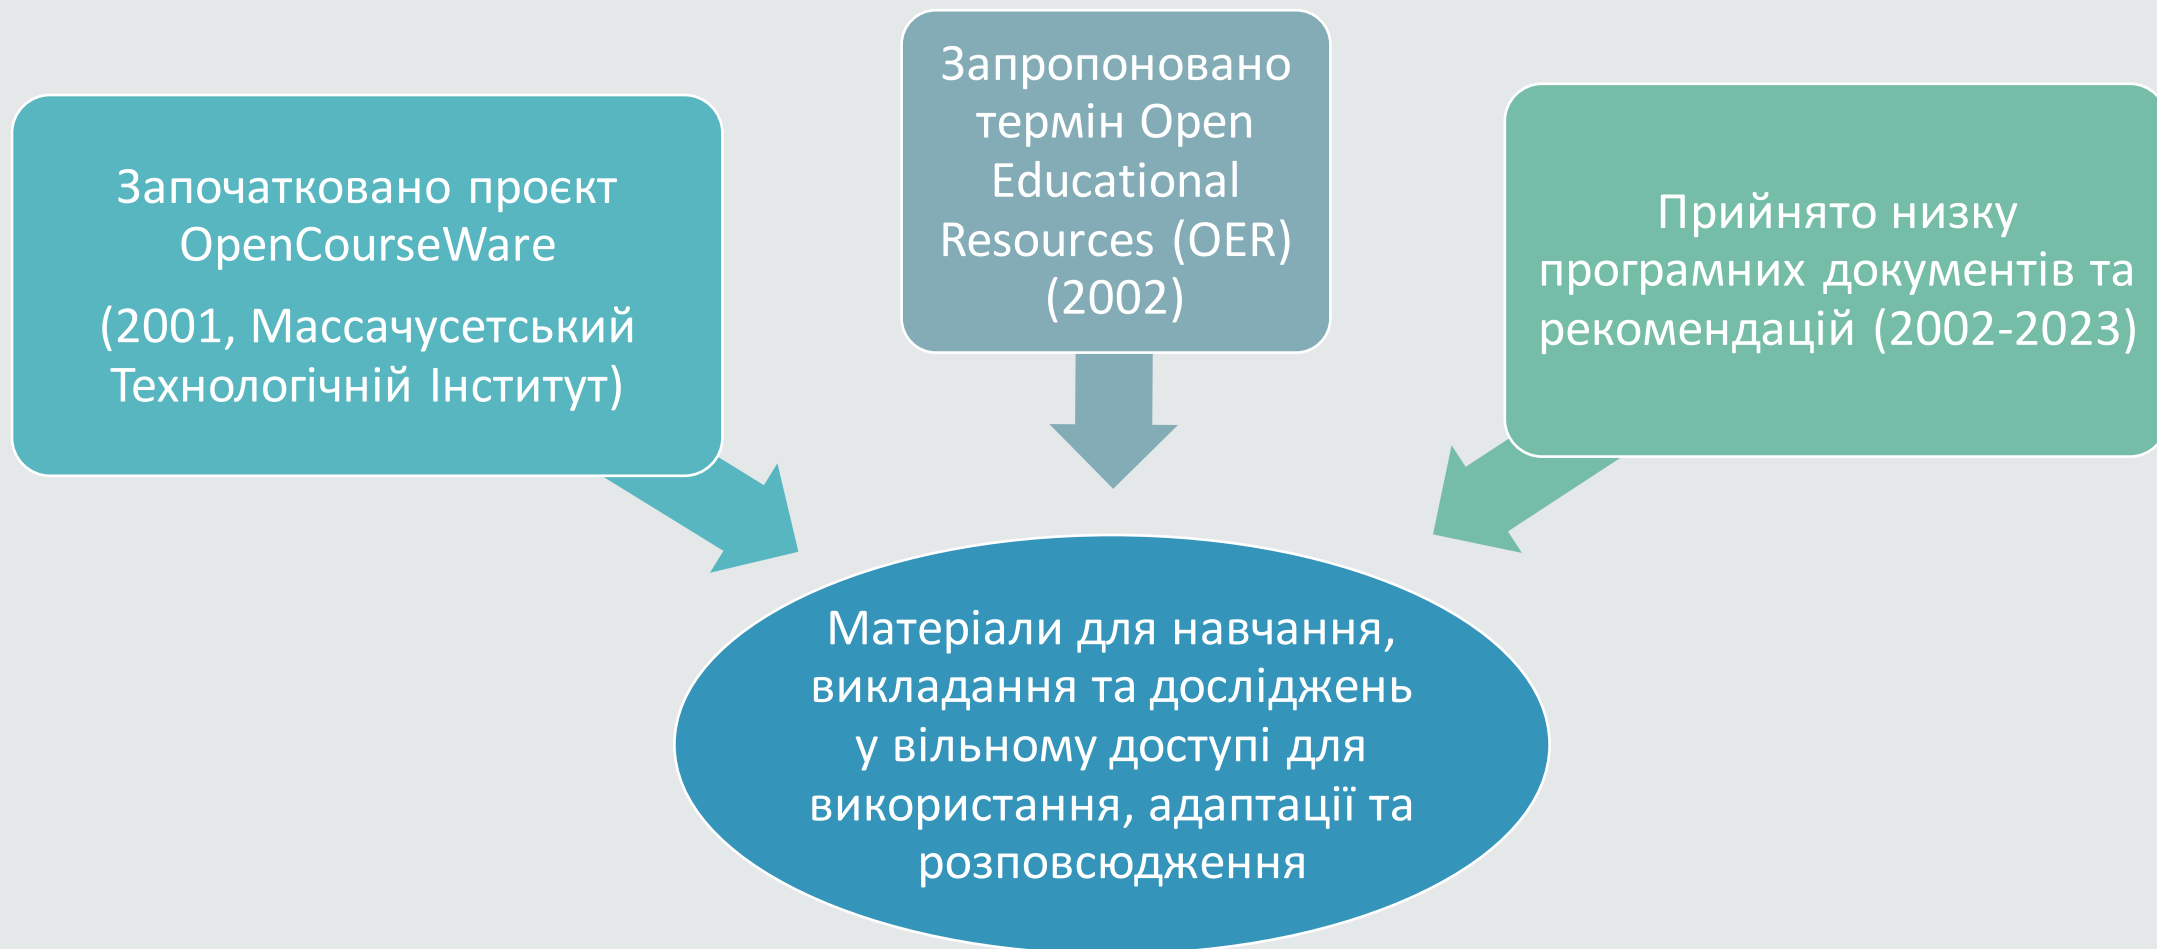 Започатковано проєкт
OpenCourseWare
(2001, Массачусетський
Технологічній Інститут)
Запропоновано
термін Open
Educational
Resources (OER)
(2002)
Прийнято низку
програмних документів та
рекомендацій (2002-2023)
Матеріали для навчання,
викладання та досліджень
у вільному доступі для
використання, адаптації та
розповсюдження